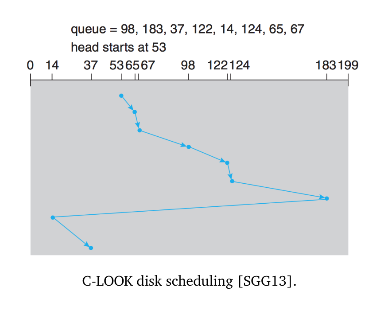 queue = 98, 183, 37, 122, 14, 124, 65, 67
head starts at 53
0 14 37 53 65 67 98 122 124 183 199
C-LOOK disk scheduling [SGG13].